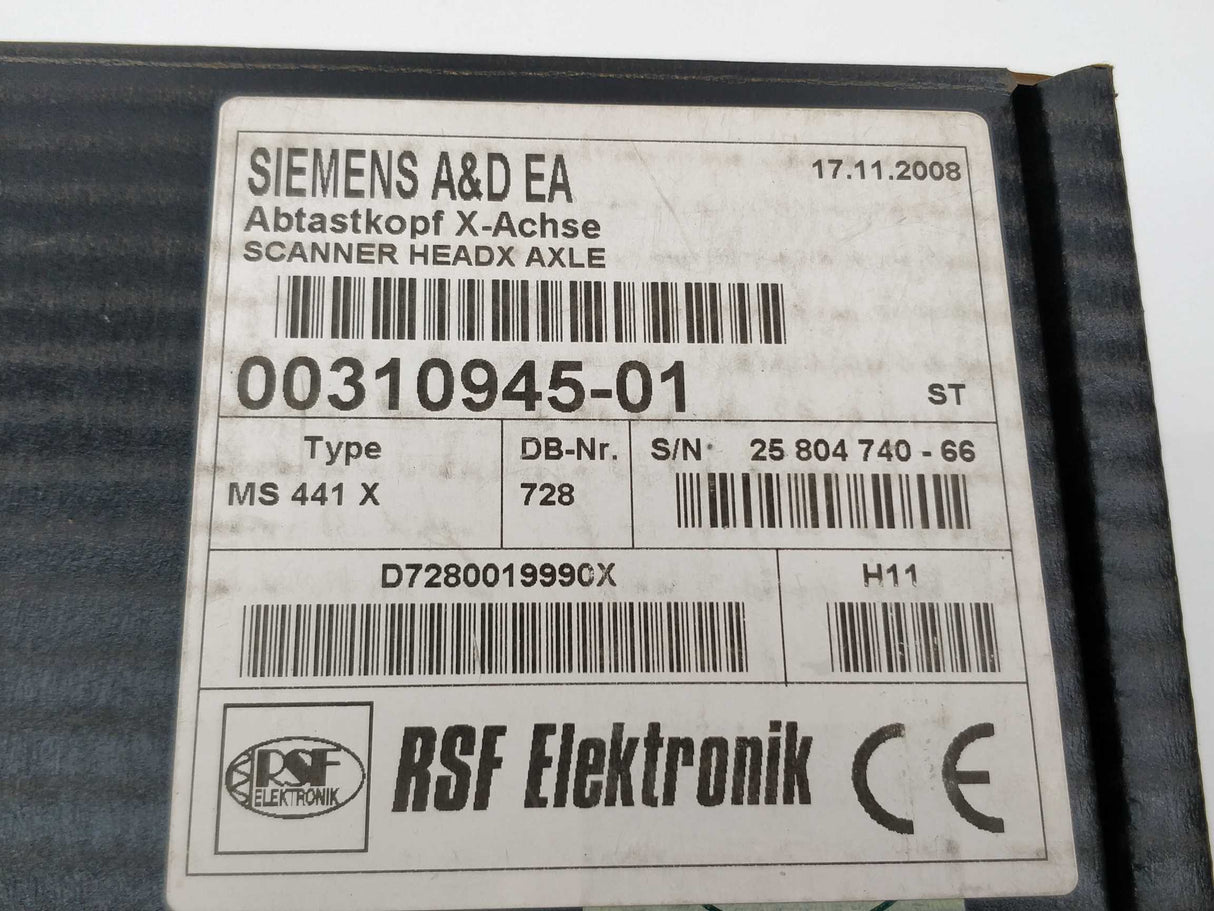 SIEMENS A&D EA 17.11.2008
Abtastkopf X-Achse
SCANNER HEADX AXLE
00310945-01 ST
Type DB-Nr. S/N· 25 804 740 - 66
MS 441 X 728
D7280019990X H11
RSF ELEKTRONIK
RSF Elektronik CE